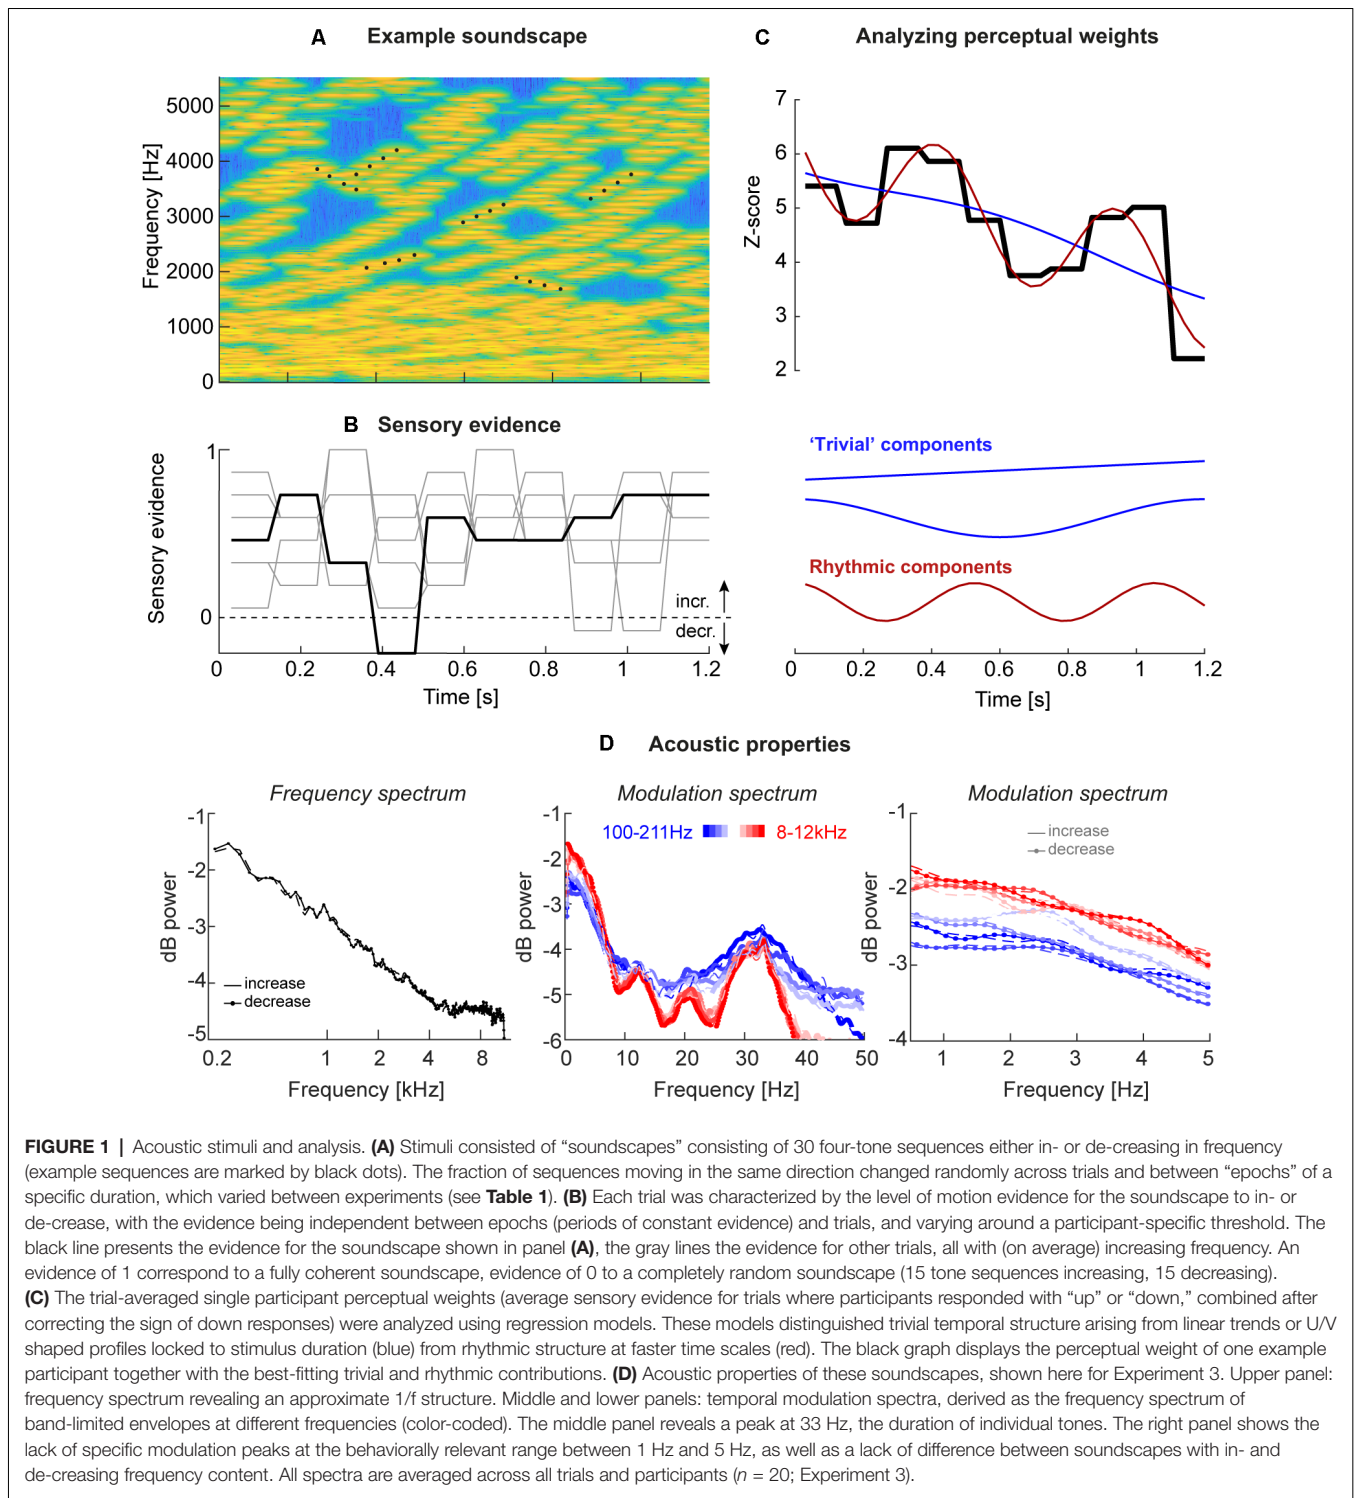 A Example soundscape
5000
4000
3000
2000
1000
0
Frequency [Hz]
C Analyzing perceptual weights
7
6
5
4
3
2
Z-score
B Sensory evidence
1
0
Sensory evidence
incr.
decr.
0.2 0.4 0.6 0.8 1 1.2
Time [s]
‘Trivial’ components
Rhythmic components
0 0.2 0.4 0.6 0.8 1 1.2
Time [s]
D Acoustic properties
Frequency spectrum
-1
-2
-3
-4
-5
dB power
increase
decrease
0.2 1 2 4 8
Frequency [kHz]
Modulation spectrum
100-211Hz 8-12kHz
-1
-2
-3
-4
-5
-6
dB power
0 10 20 30 40 50
Frequency [Hz]
Modulation spectrum
increase
decrease
-1
-2
-3
-4
dB power
1 2 3 4 5
Frequency [Hz]
FIGURE 1 | Acoustic stimuli and analysis. (A) Stimuli consisted of “soundscapes” consisting of 30 four-tone sequences either in- or de-creasing in frequency
(example sequences are marked by black dots). The fraction of sequences moving in the same direction changed randomly across trials and between “epochs” of a
specific duration, which varied between experiments (see Table 1). (B) Each trial was characterized by the level of motion evidence for the soundscape to in- or
de-crease, with the evidence being independent between epochs (periods of constant evidence) and trials, and varying around a participant-specific threshold. The
black line presents the evidence for the soundscape shown in panel (A), the gray lines the evidence for other trials, all with (on average) increasing frequency. An
evidence of 1 correspond to a fully coherent soundscape, evidence of 0 to a completely random soundscape (15 tone sequences increasing, 15 decreasing).
(C) The trial-averaged single participant perceptual weights (average sensory evidence for trials where participants responded with “up” or “down,” combined after
correcting the sign of down responses) were analyzed using regression models. These models distinguished trivial temporal structure arising from linear trends or U/V
shaped profiles locked to stimulus duration (blue) from rhythmic structure at faster time scales (red). The black graph displays the perceptual weight of one example
participant together with the best-fitting trivial and rhythmic contributions. (D) Acoustic properties of these soundscapes, shown here for Experiment 3. Upper panel:
frequency spectrum revealing an approximate 1/f structure. Middle and lower panels: temporal modulation spectra, derived as the frequency spectrum of
band-limited envelopes at different frequencies (color-coded). The middle panel reveals a peak at 33 Hz, the duration of individual tones. The right panel shows the
lack of specific modulation peaks at the behaviorally relevant range between 1 Hz and 5 Hz, as well as a lack of difference between soundscapes with in- and
de-creasing frequency content. All spectra are averaged across all trials and participants (n = 20; Experiment 3).